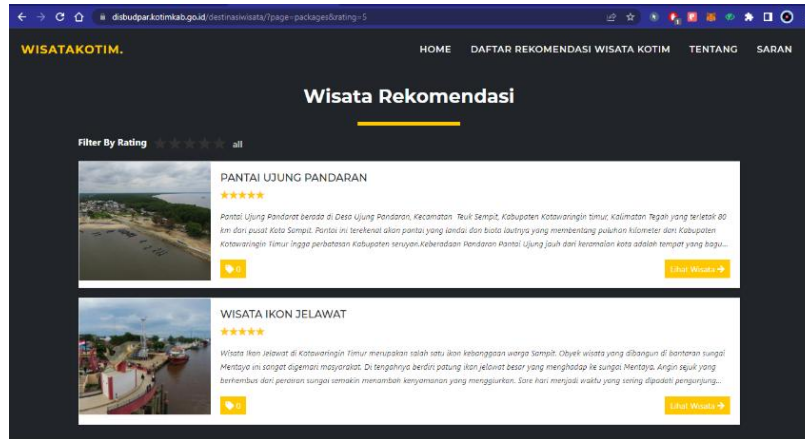 disbudpar.kotimkab.go.id/destinasiwisata/?page=packages&rating=5
WISATAKOTIM.
HOME DAFTAR REKOMENDASI WISATA KOTIM TENTANG SARAN
Wisata Rekomendasi
Filter By Rating all
PANTAI UJUNG PANDARAN
Pantai Ujung Pandarat berada di Desa Ujung Pandaran, Kecamatan Teuk Sempit, Kabupaten Kotawaringin timur, Kalimatan Tegah yang terletak 80
km dari pusat Kota Sampit. Pantai ini terekenal akan pantai yang landai dan biota lautnya yang membentang puluhan kilometer dari Kabupaten
Kotawaringin Timur ingga perbatasan Kabupaten seruyan.Keberadaan Pandaran Pantai Ujung jauh dari keramaian kota adalah tempat yang bagu...
0
Lihat Wisata
WISATA IKON JELAWAT
Wisata Ikon Jelawat di Kotawaringin Timur merupakan salah satu ikon kebanggaan warga Sampit. Obyek wisata yang dibangun di bantaran sungai
Mentaya ini sangat digemari masyarakat. Di tengahnya berdiri patung ikan jelawat besar yang menghadap ke sungai Mentaya. Angin sejuk yang
berhembus dari perairan sungai semakin menambah kenyamanan yang menggiurkan. Sore hari menjadi waktu yang sering dipadati pengunjung...
0
Lihat Wisata